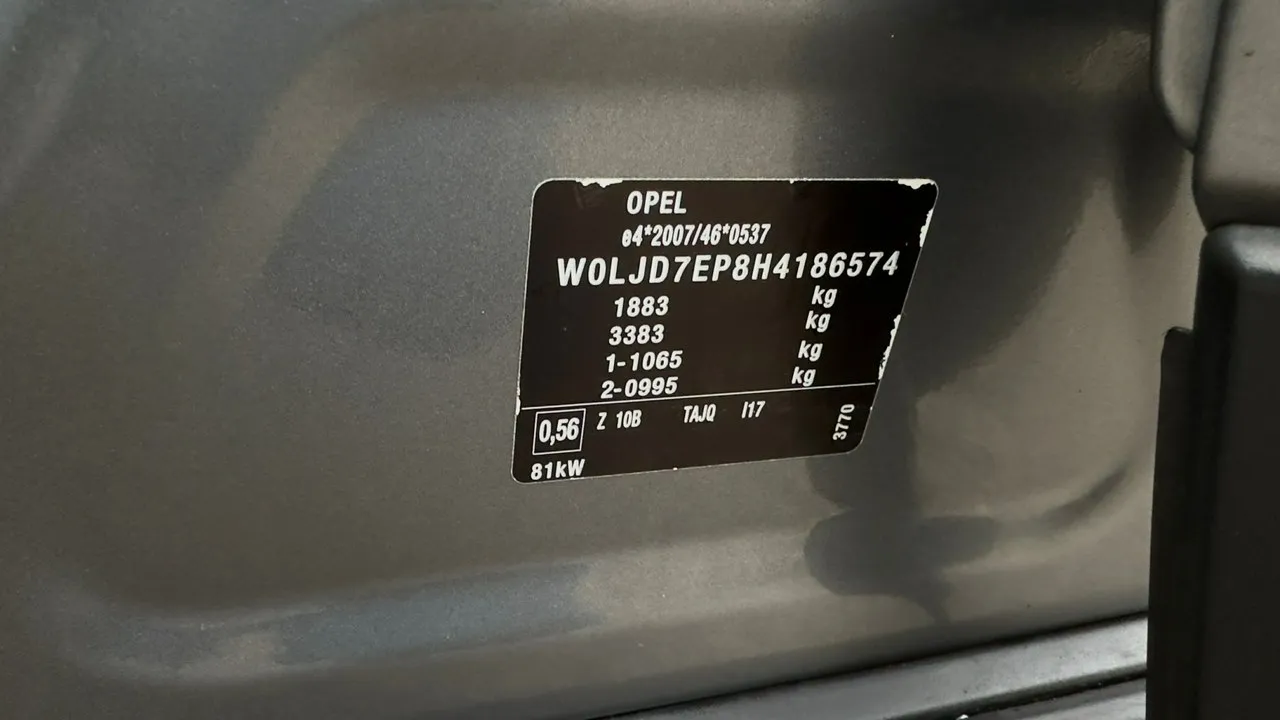 OPEL
e4*2007/46*0537
W0LJD7EP8H4186574
1883 kg
3383 kg
1-1065 kg
2-0995 kg
0,56 Z 10B TAJQ I17 3770
81kW